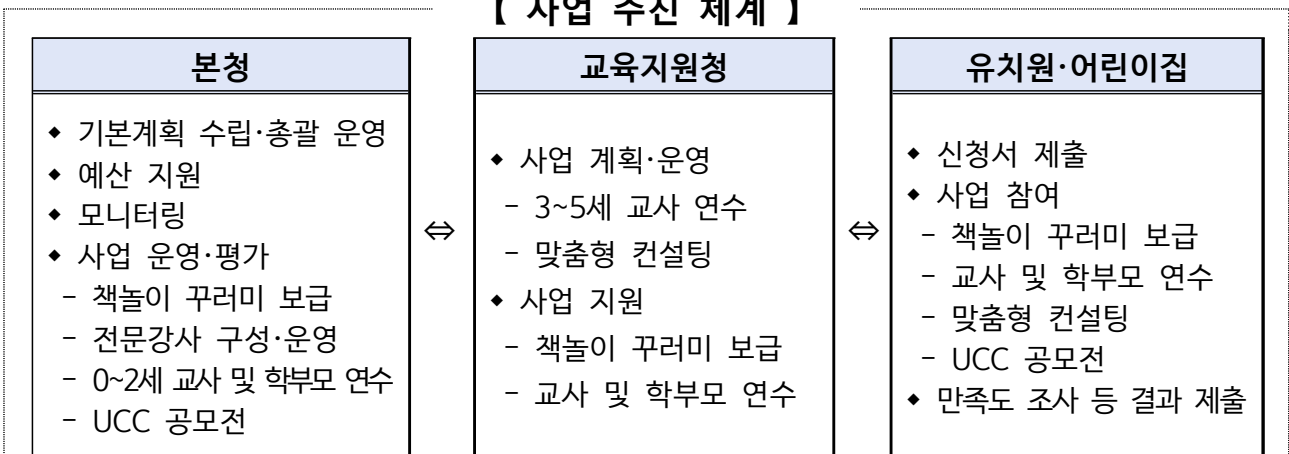 【 사업 추진 체계 】
본청
◆ 기본계획 수립·총괄 운영
◆ 예산 지원
◆ 모니터링
◆ 사업 운영·평가
- 책놀이 꾸러미 보급
- 전문강사 구성·운영
- 0~2세 교사 및 학부모 연수
- UCC 공모전
⇔
교육지원청
◆ 사업 계획·운영
- 3~5세 교사 연수
- 맞춤형 컨설팅
◆ 사업 지원
- 책놀이 꾸러미 보급
- 교사 및 학부모 연수
⇔
유치원·어린이집
◆ 신청서 제출
◆ 사업 참여
- 책놀이 꾸러미 보급
- 교사 및 학부모 연수
- 맞춤형 컨설팅
- UCC 공모전
◆ 만족도 조사 등 결과 제출